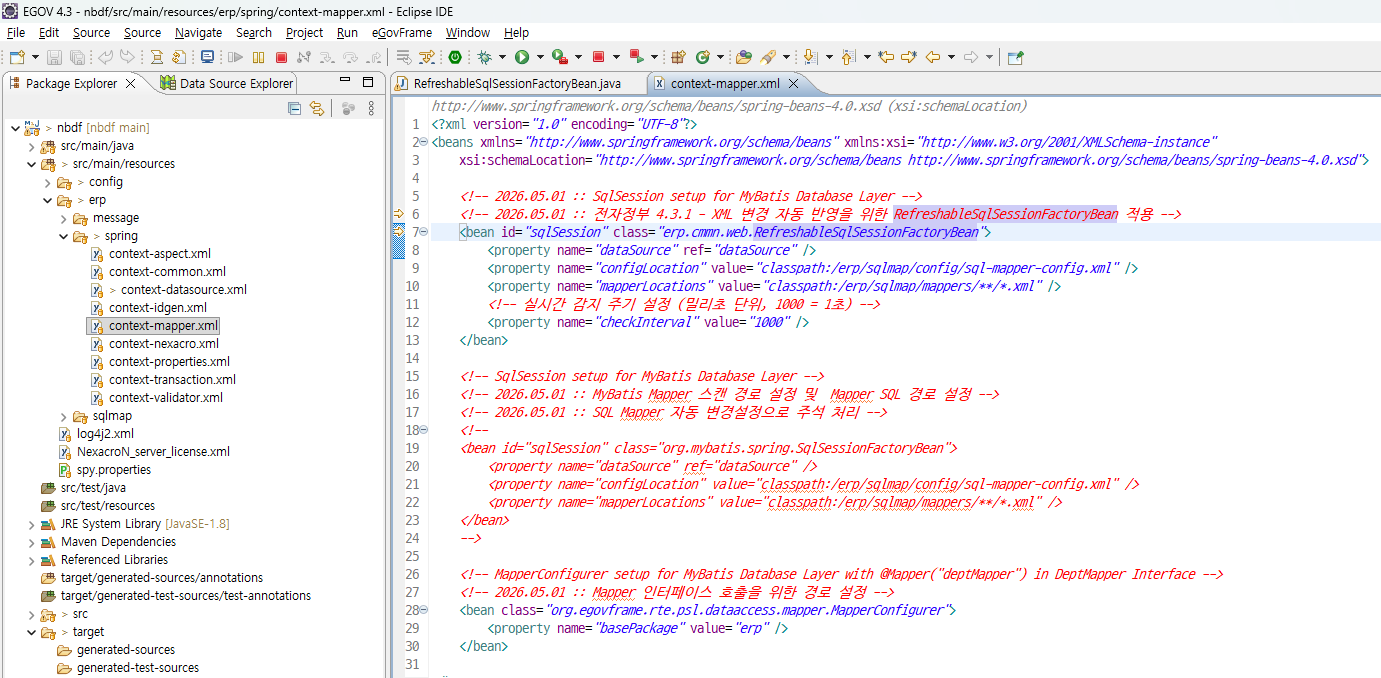 EGOV 4.3 - nbdf/src/main/resources/erp/spring/context-mapper.xml - Eclipse IDE
File Edit Source Source Navigate Search Project Run eGovFrame Window Help
Package Explorer
Data Source Explorer
nbdf [nbdf main]
src/main/java
src/main/resources
config
erp
message
spring
context-aspect.xml
context-common.xml
context-datasource.xml
context-idgen.xml
context-mapper.xml
context-nexacro.xml
context-properties.xml
context-transaction.xml
context-validator.xml
sqlmap
log4j2.xml
NexacroN_server_license.xml
spy.properties
src/test/java
src/test/resources
JRE System Library [JavaSE-1.8]
Maven Dependencies
Referenced Libraries
target/generated-sources/annotations
target/generated-test-sources/test-annotations
src
target
generated-sources
generated-test-sources
RefreshableSqlSessionFactoryBean.java
context-mapper.xml
http://www.springframework.org/schema/beans/spring-beans-4.0.xsd (xsi:schemaLocation)
1 <?xml version="1.0" encoding="UTF-8"?>
2 <beans xmlns="http://www.springframework.org/schema/beans" xmlns:xsi="http://www.w3.org/2001/XMLSchema-instance"
3 xsi:schemaLocation="http://www.springframework.org/schema/beans http://www.springframework.org/schema/beans/spring-beans-4.0.xsd">
4
5 <!-- 2026.05.01 :: SqlSession setup for MyBatis Database Layer -->
6 <!-- 2026.05.01 :: 전자정부 4.3.1 - XML 변경 자동 반영을 위한 RefreshableSqlSessionFactoryBean 적용 -->
7 <bean id="sqlSession" class="erp.cmmn.web.RefreshableSqlSessionFactoryBean">
8 <property name="dataSource" ref="dataSource" />
9 <property name="configLocation" value="classpath:/erp/sqlmap/config/sql-mapper-config.xml" />
10 <property name="mapperLocations" value="classpath:/erp/sqlmap/mappers/**/*.xml" />
11 <!-- 실시간 감지 주기 설정 (밀리초 단위, 1000 = 1초) -->
12 <property name="checkInterval" value="1000" />
13 </bean>
14
15 <!-- SqlSession setup for MyBatis Database Layer -->
16 <!-- 2026.05.01 :: MyBatis Mapper 스캔 경로 설정 및  Mapper SQL 경로 설정 -->
17 <!-- 2026.05.01 :: SQL Mapper 자동 변경설정으로 주석 처리 -->
18 <!--
19 <bean id="sqlSession" class="org.mybatis.spring.SqlSessionFactoryBean">
20 <property name="dataSource" ref="dataSource" />
21 <property name="configLocation" value="classpath:/erp/sqlmap/config/sql-mapper-config.xml" />
22 <property name="mapperLocations" value="classpath:/erp/sqlmap/mappers/**/*.xml" />
23 </bean>
24 -->
25
26 <!-- MapperConfigurer setup for MyBatis Database Layer with @Mapper("deptMapper") in DeptMapper Interface -->
27 <!-- 2026.05.01 :: Mapper 인터페이스 호출을 위한 경로 설정 -->
28 <bean class="org.egovframe.rte.psl.dataaccess.mapper.MapperConfigurer">
29 <property name="basePackage" value="erp" />
30 </bean>
31